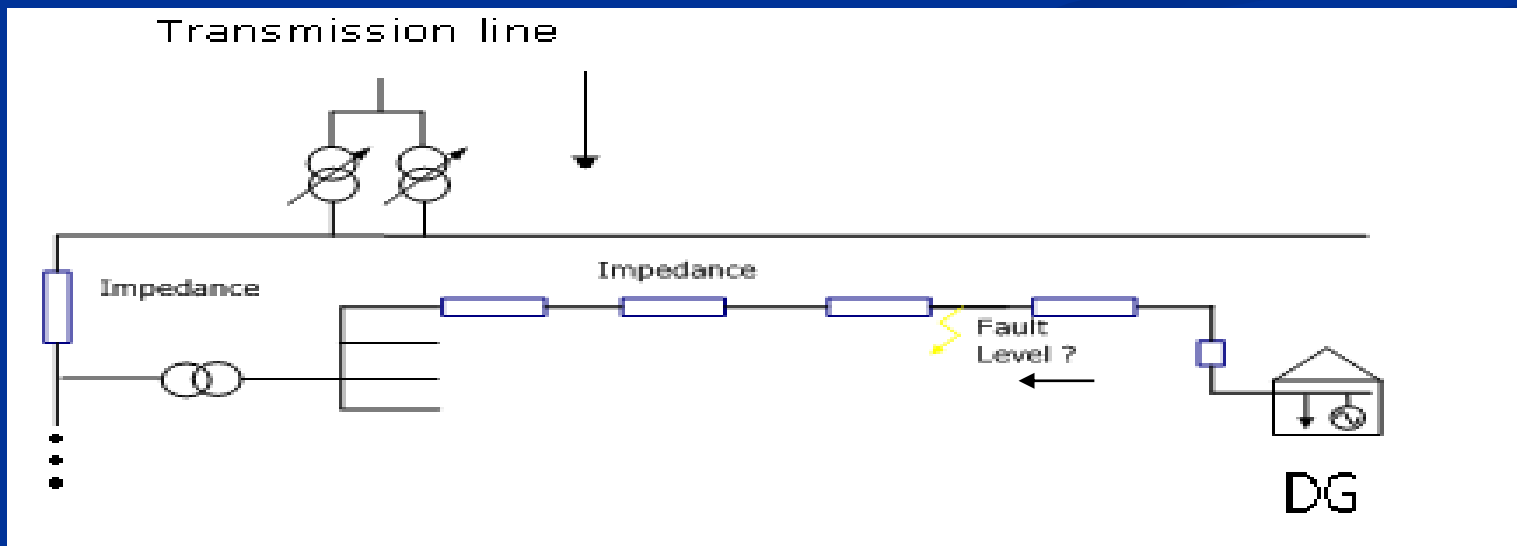 Transmission line
Impedance
Impedance
Fault
Level ?
DG